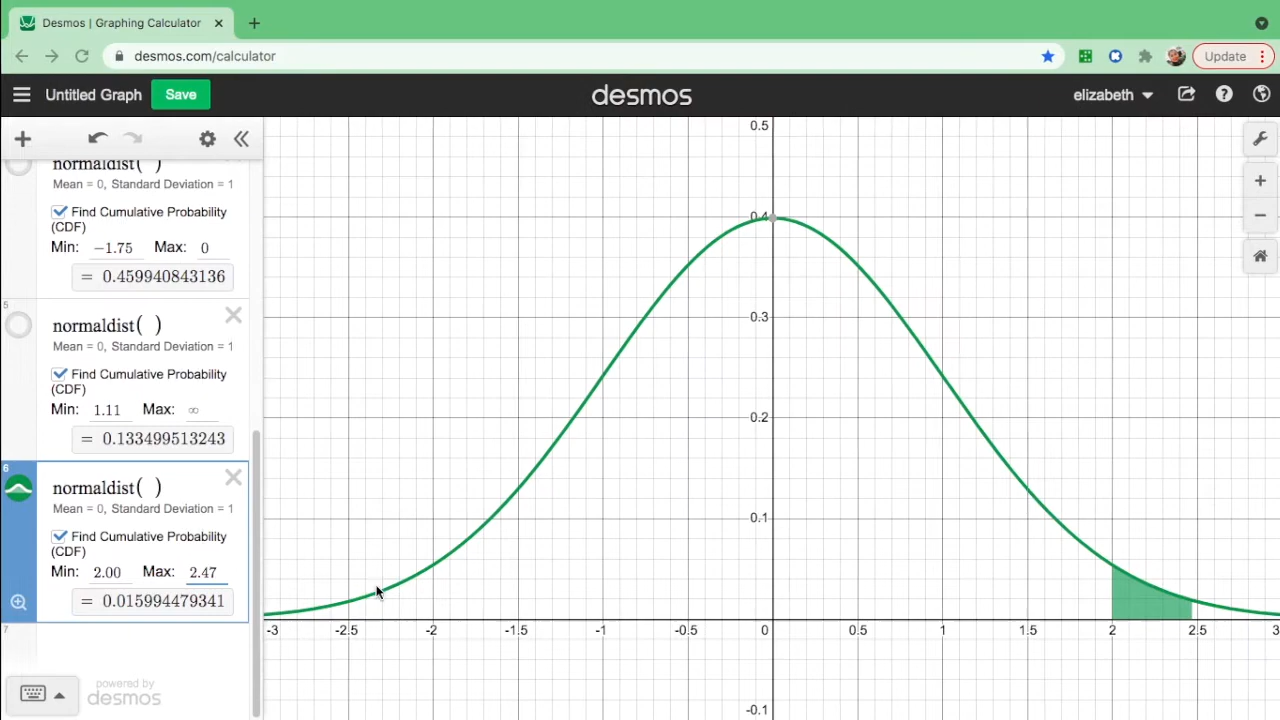 Desmos | Graphing Calculator
desmos.com/calculator
Update
Untitled Graph
Save
desmos
elizabeth
normaldist( )
Mean = 0, Standard Deviation = 1
Find Cumulative Probability
(CDF)
Min: −1.75 Max: 0
= 0.459940843136
5
normaldist( )
Mean = 0, Standard Deviation = 1
Find Cumulative Probability
(CDF)
Min: 1.11 Max: ∞
= 0.133499513243
6
normaldist( )
Mean = 0, Standard Deviation = 1
Find Cumulative Probability
(CDF)
Min: 2.00 Max: 2.47
= 0.015994479341
7
powered by
desmos
0.5
0.4
0.3
0.2
0.1
-3 -2.5 -2 -1.5 -1 -0.5 0 0.5 1 1.5 2 2.5 3
-0.1